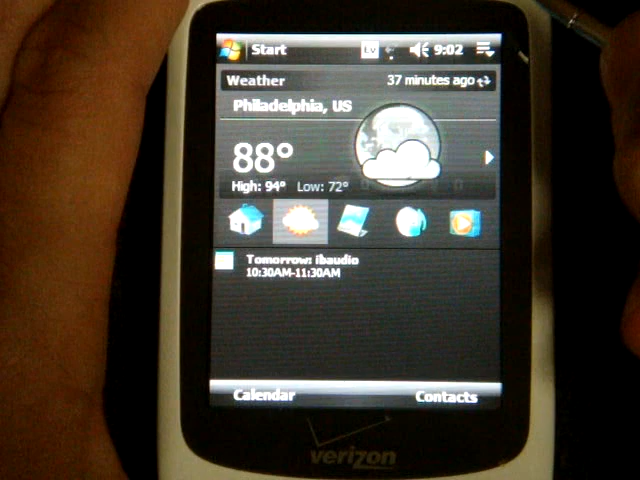 Start Ev 9:02
Weather 37 minutes ago
Philadelphia, US
88°
High: 94° Low: 72°
Tomorrow: ibaudio
10:30AM-11:30AM
Calendar Contacts
verizon